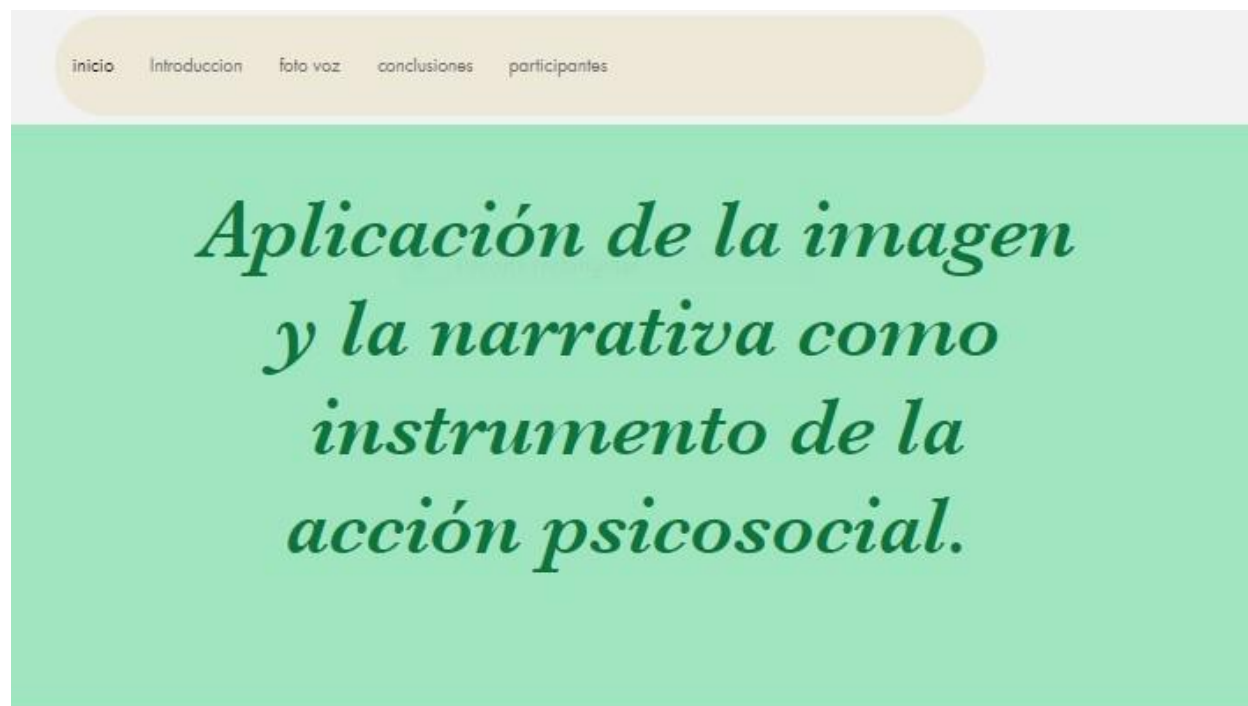 inicio Introduccion foto voz conclusiones participantes
Aplicación de la imagen
y la narrativa como
instrumento de la
acción psicosocial.